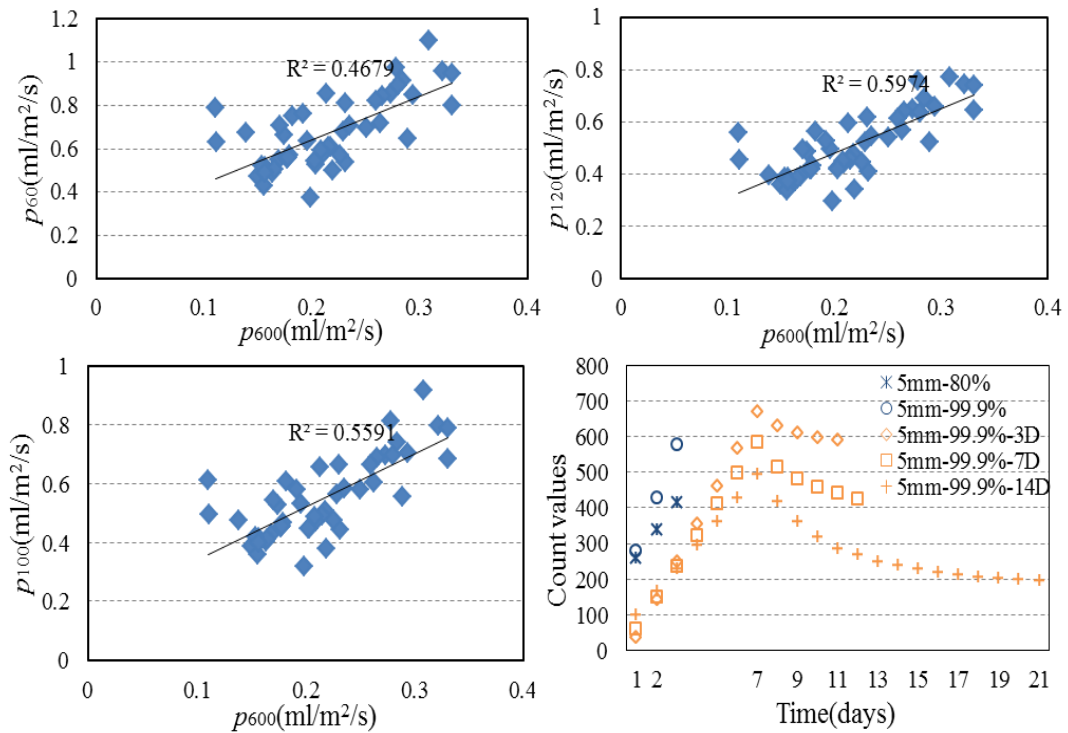 1.2
1
0.8
0.6
0.4
0.2
0
p60(ml/m²/s)
R² = 0.4679
0 0.1 0.2 0.3 0.4
p600(ml/m²/s)
1
0.8
0.6
0.4
0.2
0
p120(ml/m²/s)
R² = 0.5974
0 0.1 0.2 0.3 0.4
p600(ml/m²/s)
1
0.8
0.6
0.4
0.2
0
p100(ml/m²/s)
R² = 0.5591
0 0.1 0.2 0.3 0.4
p600(ml/m²/s)
800
700
600
500
400
300
200
100
0
Count values
5mm-80%
5mm-99.9%
5mm-99.9%-3D
5mm-99.9%-7D
5mm-99.9%-14D
1 2 7 9 11 13 15 17 19 21
Time(days)